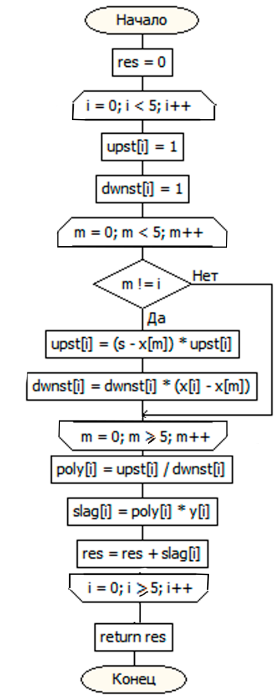 Начало
res = 0
i = 0; i < 5; i++
upst[i] = 1
dwnst[i] = 1
m = 0; m < 5; m++
m != i
Нет
Да
upst[i] = (s - x[m]) * upst[i]
dwnst[i] = dwnst[i] * (x[i] - x[m])
m = 0; m ⩾ 5; m++
poly[i] = upst[i] / dwnst[i]
slag[i] = poly[i] * y[i]
res = res + slag[i]
i = 0; i ⩾ 5; i++
return res
Конец